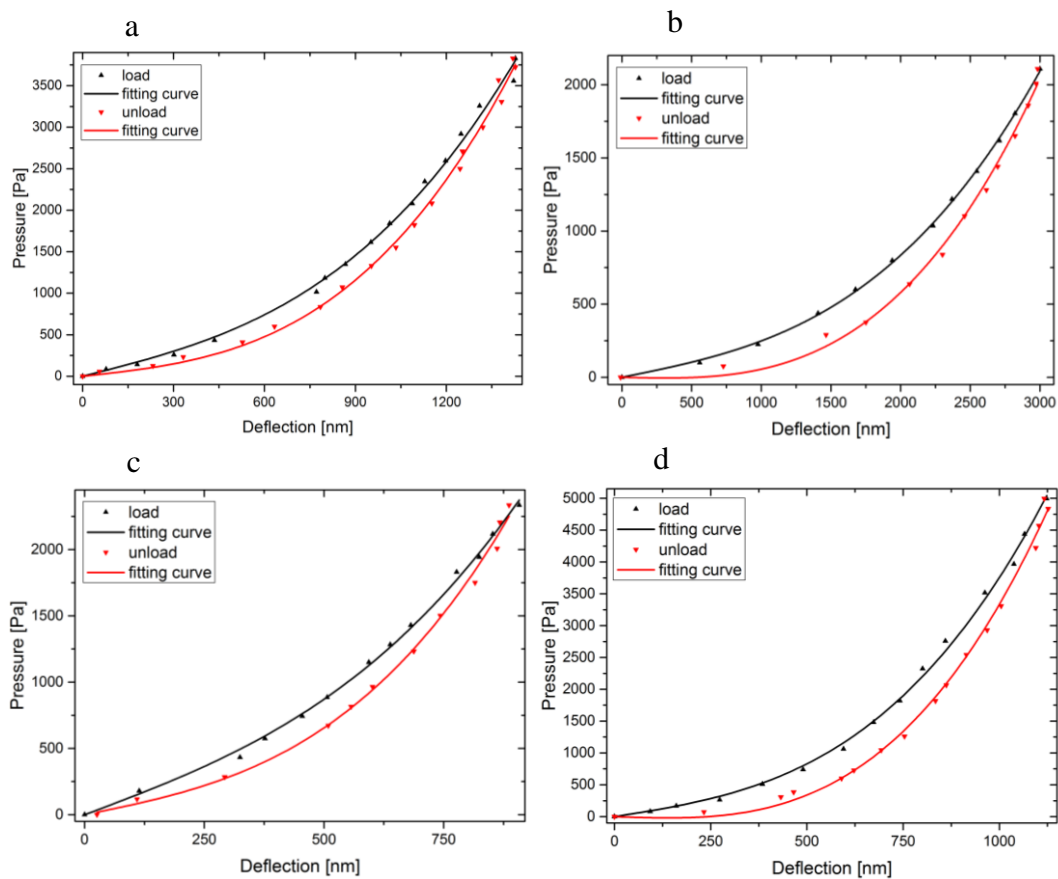 a
3500
3000
2500
2000
1500
1000
500
0
Pressure [Pa]
load
fitting curve
unload
fitting curve
0 300 600 900 1200
Deflection [nm]
b
2000
1500
1000
500
0
Pressure [Pa]
load
fitting curve
unload
fitting curve
0 500 1000 1500 2000 2500 3000
Deflection [nm]
c
2000
1000
0
Pressure [Pa]
load
fitting curve
unload
fitting curve
0 250 500 750
Deflection [nm]
d
5000
4500
4000
3500
3000
2500
2000
1500
1000
500
0
Pressure [Pa]
load
fitting curve
unload
fitting curve
0 250 500 750 1000
Deflection [nm]